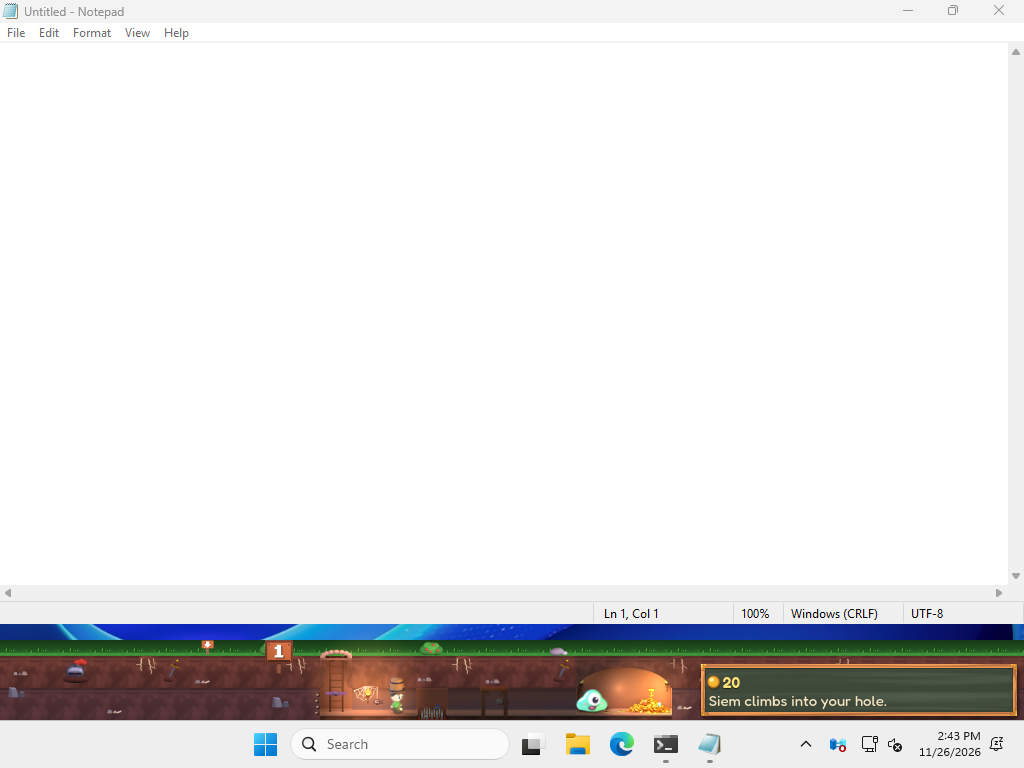 Untitled - Notepad
File Edit Format View Help
Ln 1, Col 1 100% Windows (CRLF) UTF-8
1
20
Siem climbs into your hole.
Search
2:43 PM
11/26/2026